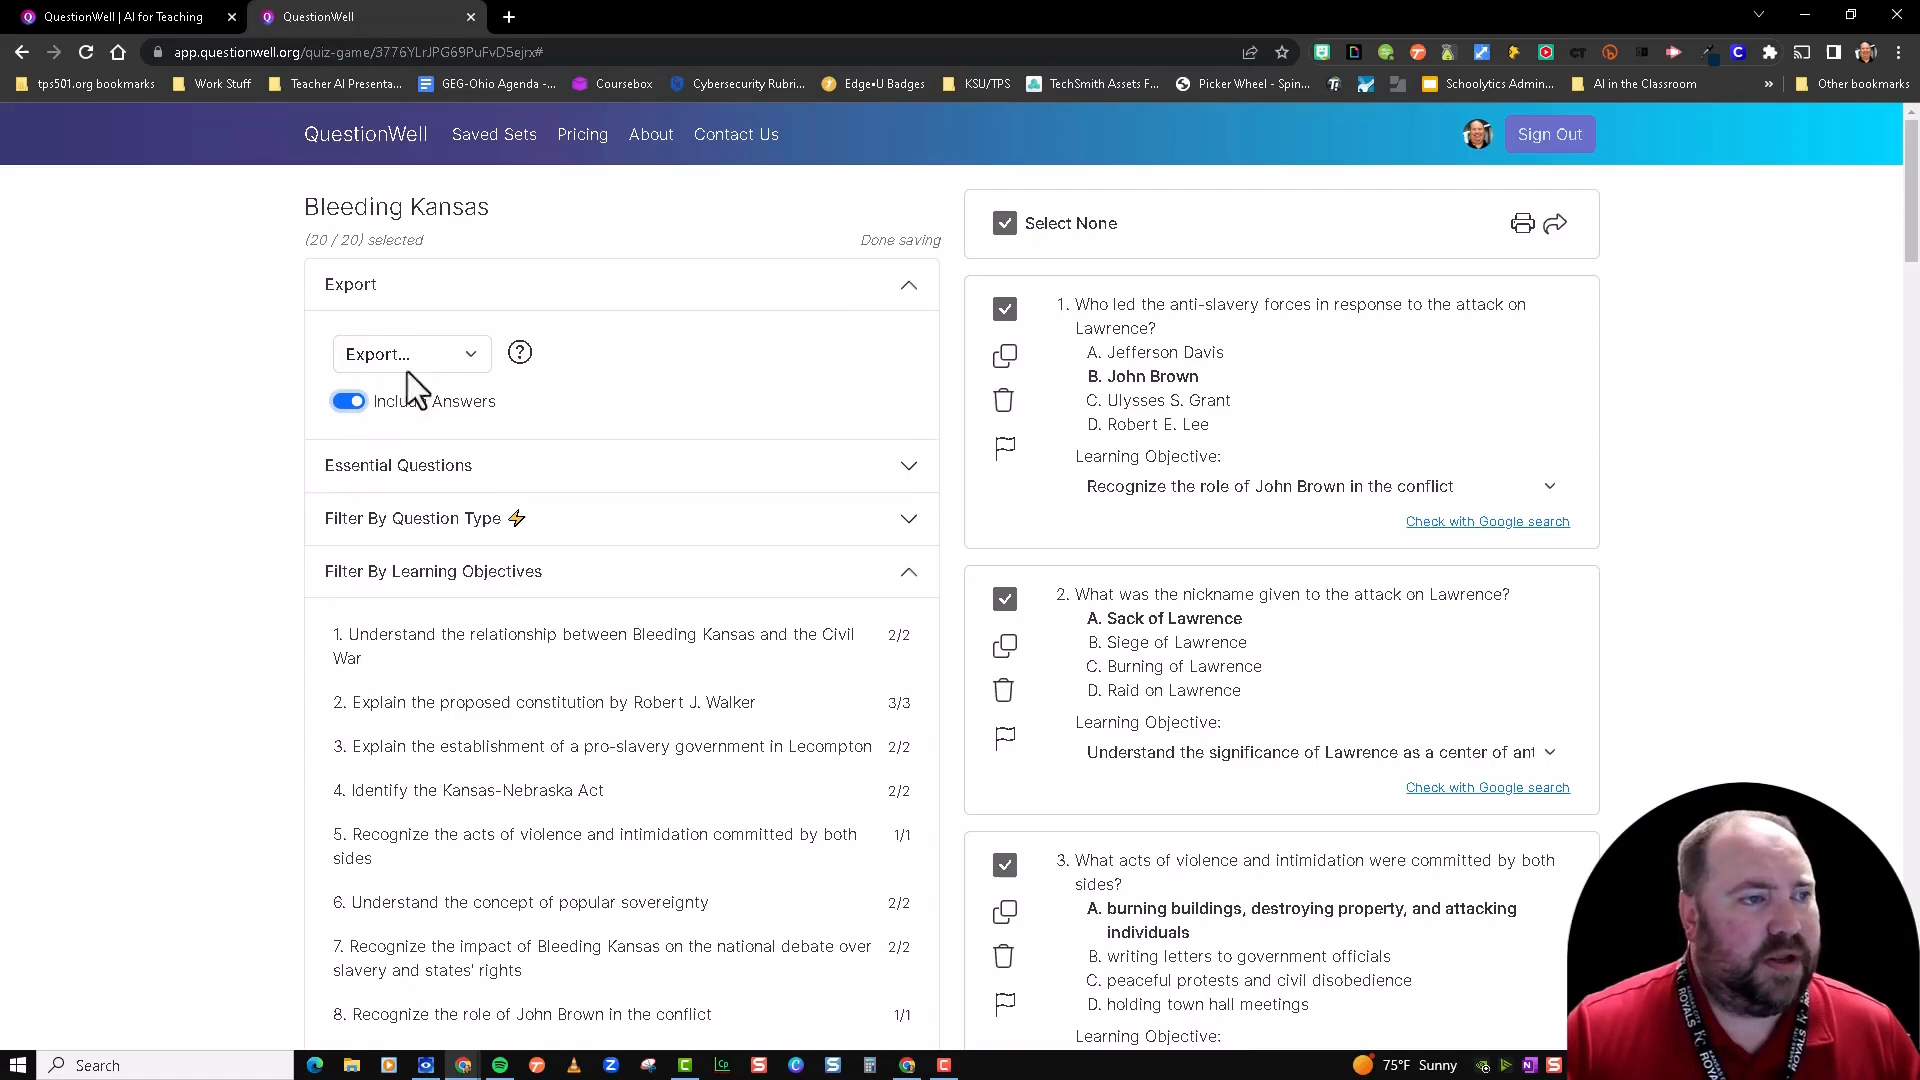 QuestionWell | AI for Teaching
QuestionWell
app.questionwell.org/quiz-game/3776YLrJPG69PuFvD5ejrx#
tps501.org bookmarks
Work Stuff
Teacher AI Presenta...
GEG-Ohio Agenda -...
Coursebox
Cybersecurity Rubri...
Edge•U Badges
KSU/TPS
TechSmith Assets F...
Picker Wheel - Spin...
Schoolytics Admin...
AI in the Classroom
Other bookmarks
QuestionWell
Saved Sets
Pricing
About
Contact Us
Sign Out
Bleeding Kansas
(20 / 20) selected
Done saving
Export
Export...
Include Answers
Essential Questions
Filter By Question Type
Filter By Learning Objectives
1. Understand the relationship between Bleeding Kansas and the Civil 2/2
War
2. Explain the proposed constitution by Robert J. Walker 3/3
3. Explain the establishment of a pro-slavery government in Lecompton 2/2
4. Identify the Kansas-Nebraska Act 2/2
5. Recognize the acts of violence and intimidation committed by both 1/1
sides
6. Understand the concept of popular sovereignty 2/2
7. Recognize the impact of Bleeding Kansas on the national debate over 2/2
slavery and states' rights
8. Recognize the role of John Brown in the conflict 1/1
Select None
1. Who led the anti-slavery forces in response to the attack on
Lawrence?
A. Jefferson Davis
B. John Brown
C. Ulysses S. Grant
D. Robert E. Lee
Learning Objective:
Recognize the role of John Brown in the conflict
Check with Google search
2. What was the nickname given to the attack on Lawrence?
A. Sack of Lawrence
B. Siege of Lawrence
C. Burning of Lawrence
D. Raid on Lawrence
Learning Objective:
Understand the significance of Lawrence as a center of ant
Check with Google search
3. What acts of violence and intimidation were committed by both
sides?
A. burning buildings, destroying property, and attacking
individuals
B. writing letters to government officials
C. peaceful protests and civil disobedience
D. holding town hall meetings
Learning Objective:
ROYALS
Search
75°F Sunny